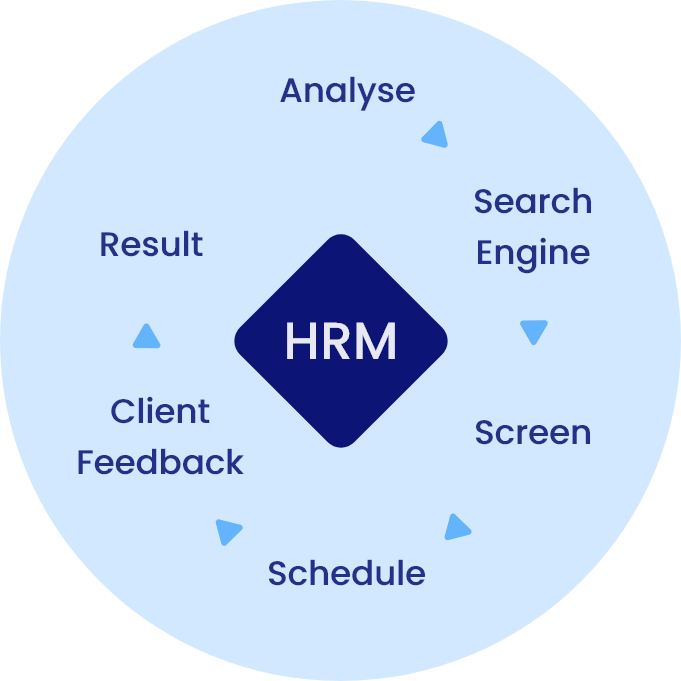 Analyse
Search
Engine
Result
HRM
Client
Feedback
Screen
Schedule